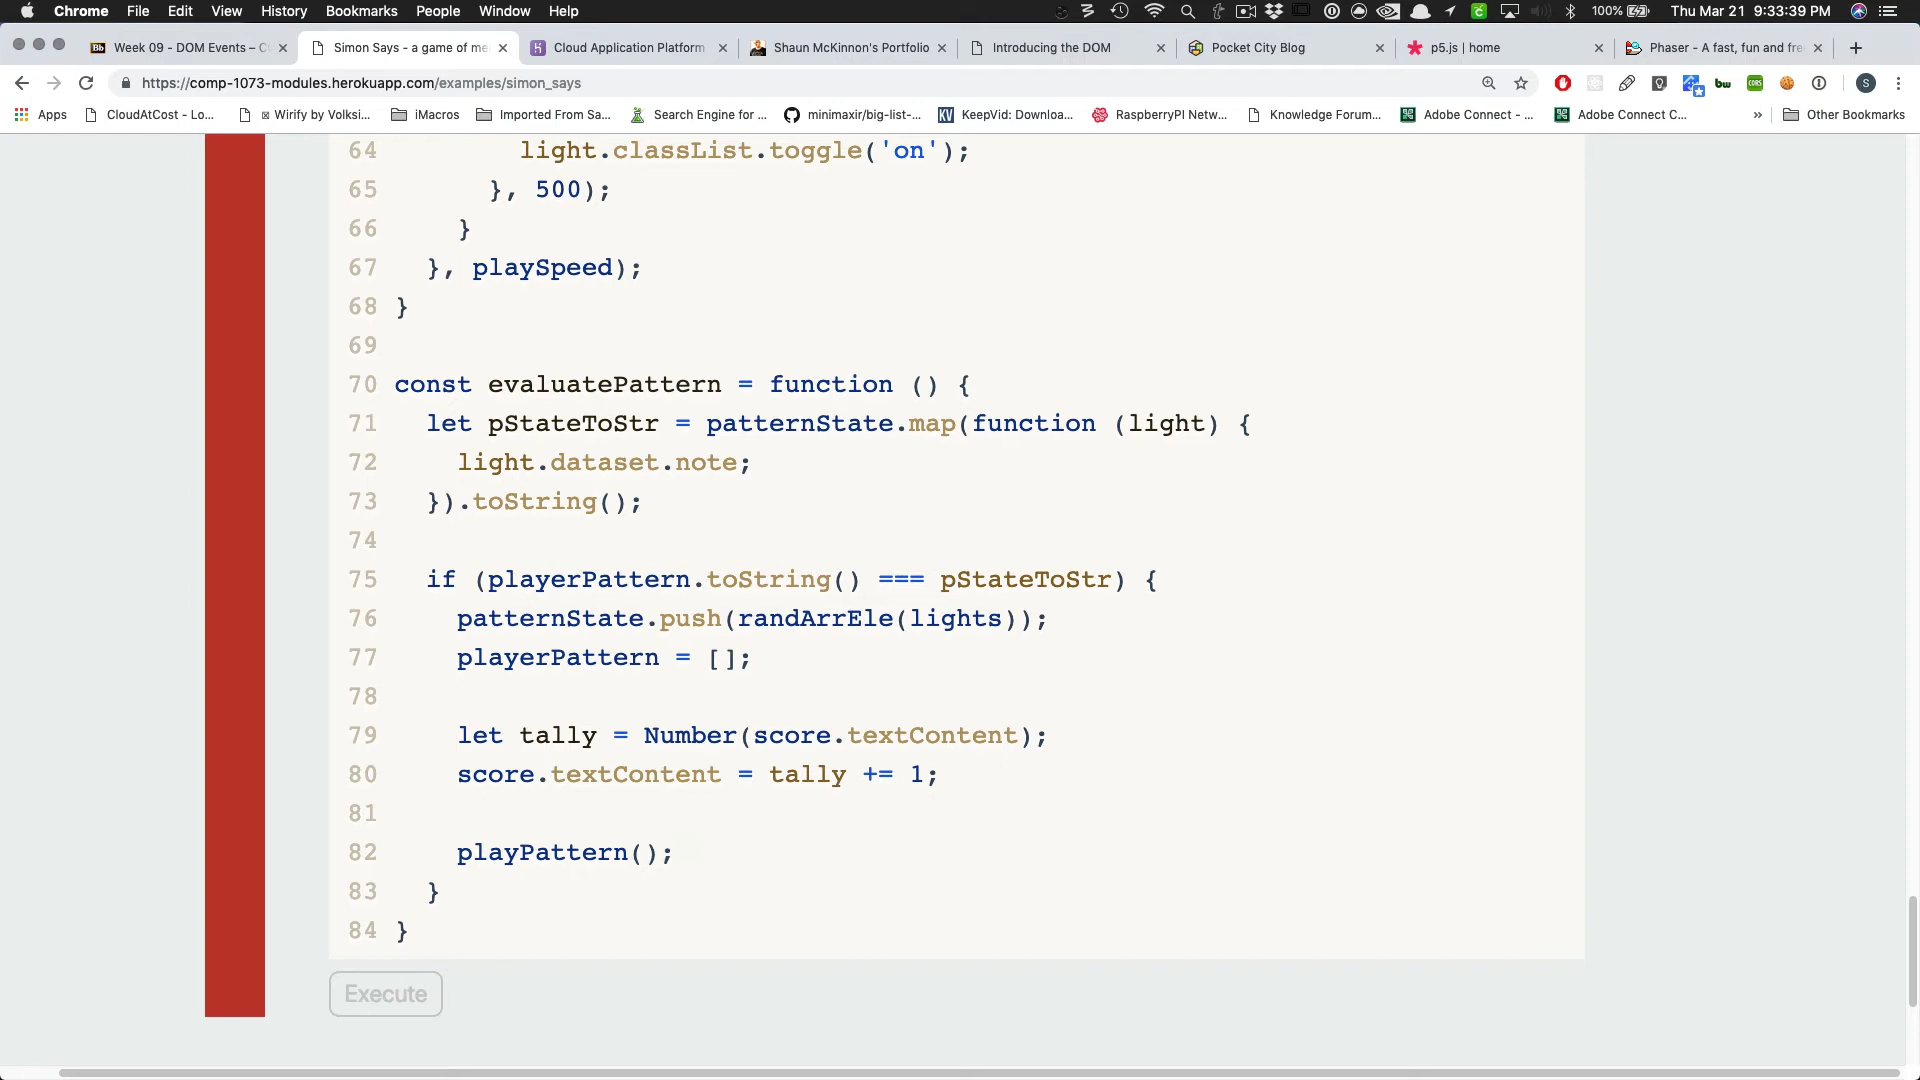 Chrome File Edit View History Bookmarks People Window Help 100% Thu Mar 21 9:33:39 PM
Bb Week 09 - DOM Events – C Simon Says - a game of me Cloud Application Platform Shaun McKinnon's Portfolio Introducing the DOM Pocket City Blog p5.js | home Phaser - A fast, fun and fre
https://comp-1073-modules.herokuapp.com/examples/simon_says bw CORS S
Apps CloudAtCost - Lo... Wirify by Volksi... iMacros Imported From Sa... Search Engine for ... minimaxir/big-list-... KV KeepVid: Downloa... RaspberryPI Netw... Knowledge Forum... Adobe Connect - ... Adobe Connect C... » Other Bookmarks
64 light.classList.toggle('on');
65 }, 500);
66 }
67 }, playSpeed);
68 }
69
70 const evaluatePattern = function () {
71 let pStateToStr = patternState.map(function (light) {
72 light.dataset.note;
73 }).toString();
74
75 if (playerPattern.toString() === pStateToStr) {
76 patternState.push(randArrEle(lights));
77 playerPattern = [];
78
79 let tally = Number(score.textContent);
80 score.textContent = tally += 1;
81
82 playPattern();
83 }
84 }
Execute